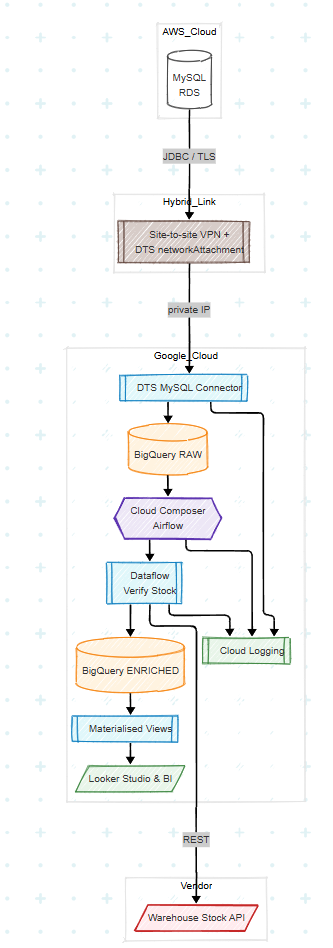 AWS_Cloud
MySQL
RDS
JDBC / TLS
Hybrid_Link
Site-to-site VPN +
DTS networkAttachment
private IP
Google_Cloud
DTS MySQL Connector
BigQuery RAW
Cloud Composer
Airflow
Dataflow
Verify Stock
Cloud Logging
BigQuery ENRICHED
Materialised Views
Looker Studio & BI
REST
Vendor
Warehouse Stock API